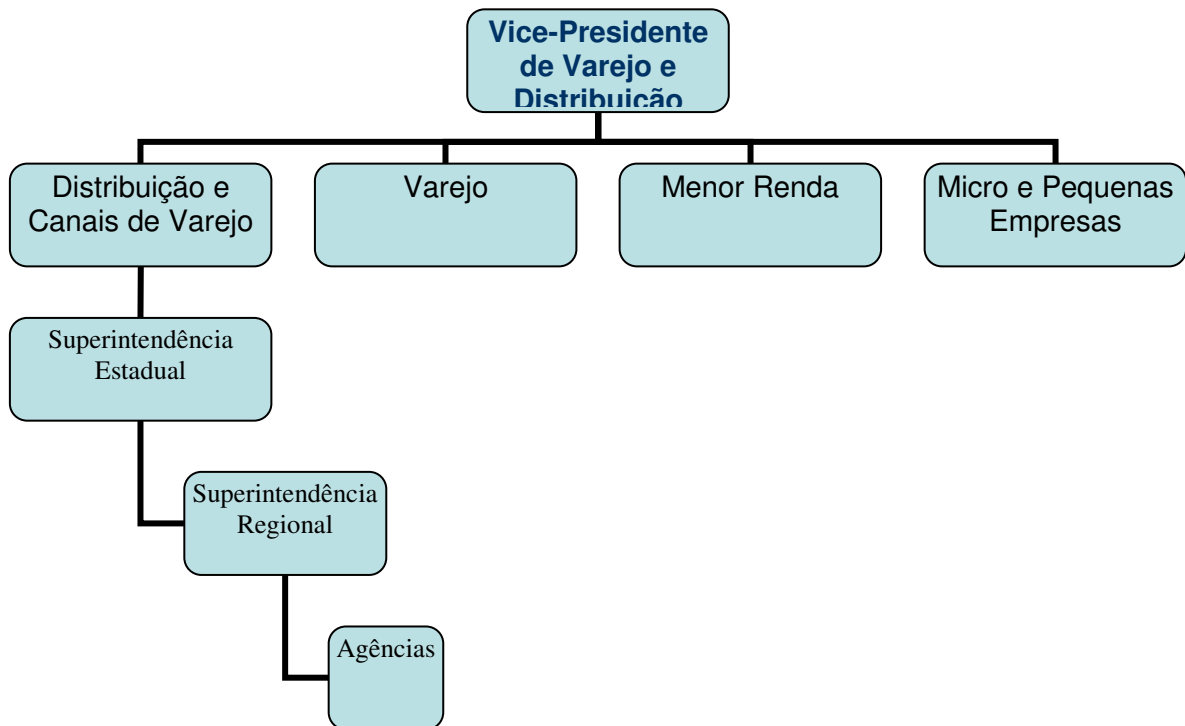 Vice-Presidente
de Varejo e
Distribuição
Distribuição e
Canais de Varejo
Varejo
Menor Renda
Micro e Pequenas
Empresas
Superintendência
Estadual
Superintendência
Regional
Agências